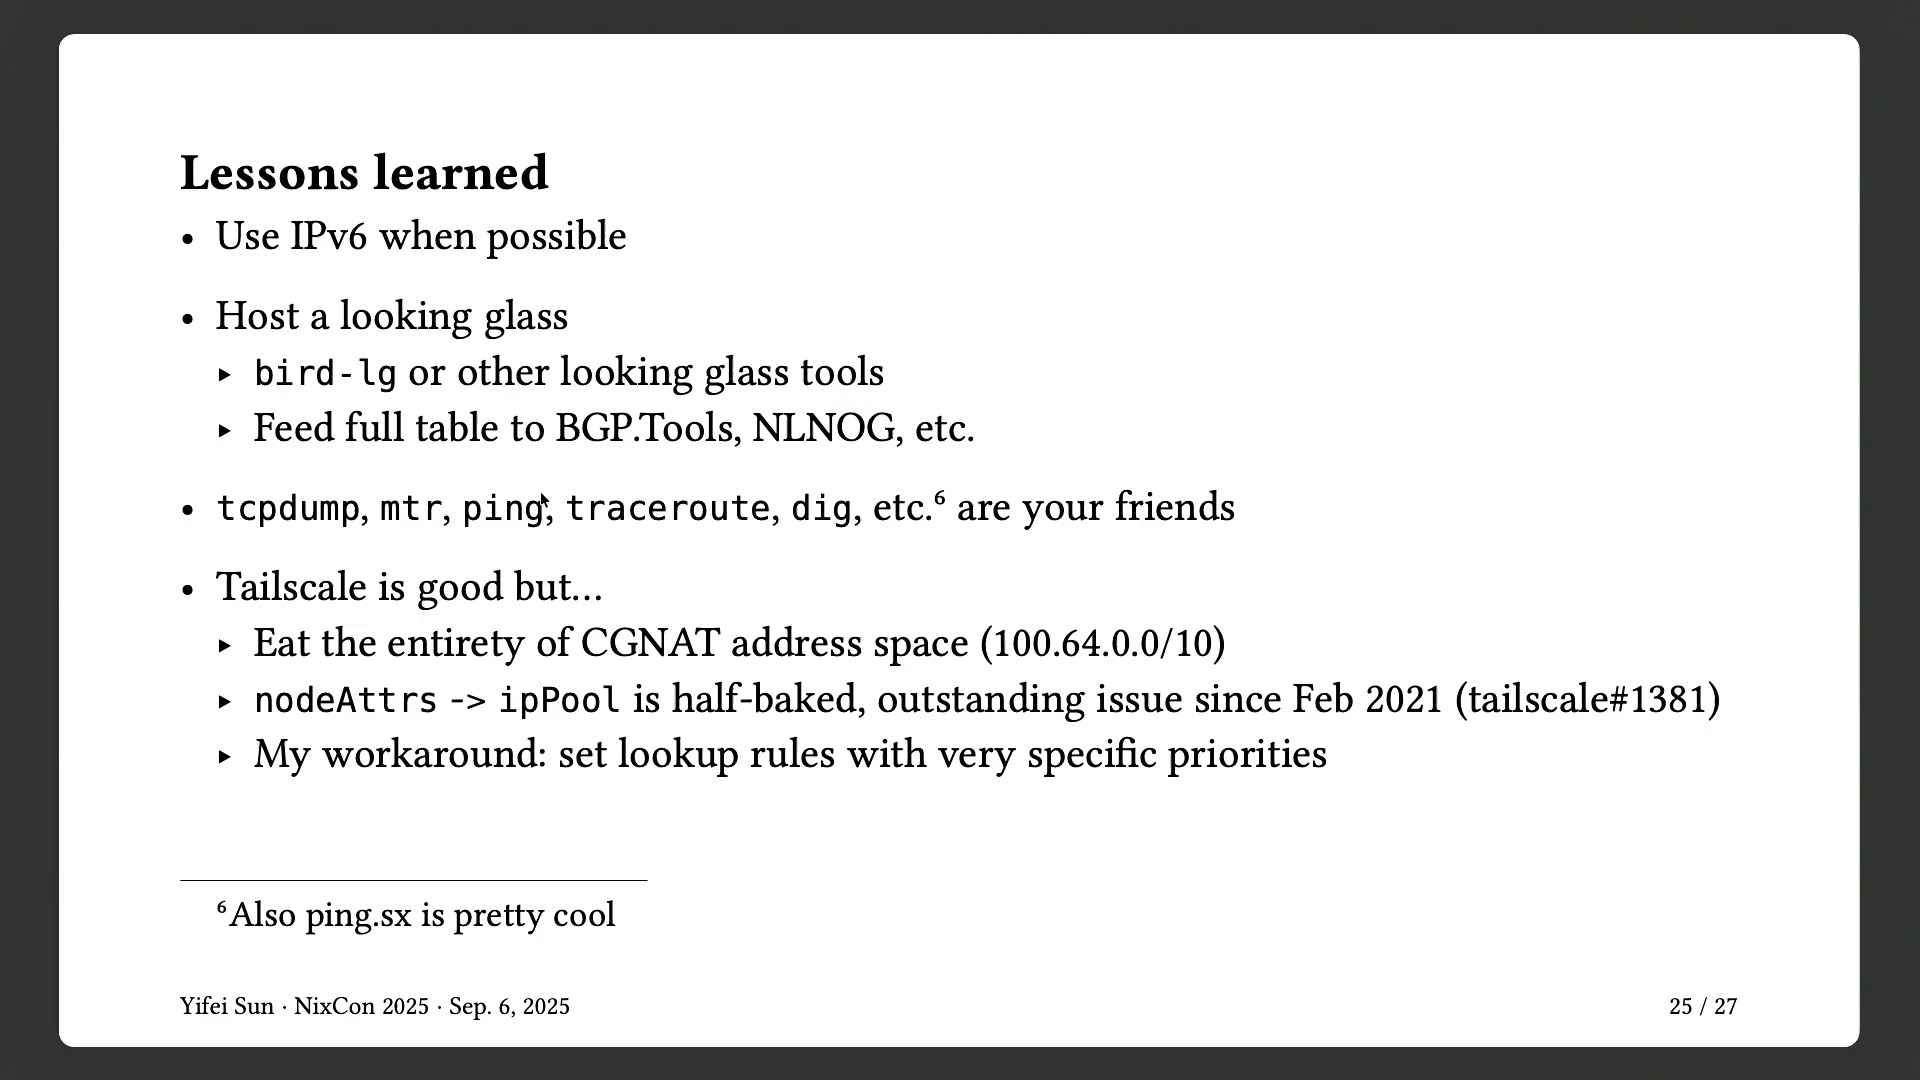 Lessons learned
• Use IPv6 when possible
• Host a looking glass
‣ bird-lg or other looking glass tools
‣ Feed full table to BGP.Tools, NLNOG, etc.
• tcpdump, mtr, ping, traceroute, dig, etc.⁶ are your friends
• Tailscale is good but…
‣ Eat the entirety of CGNAT address space (100.64.0.0/10)
‣ nodeAttrs -> ipPool is half-baked, outstanding issue since Feb 2021 (tailscale#1381)
‣ My workaround: set lookup rules with very specific priorities
⁶Also ping.sx is pretty cool
Yifei Sun · NixCon 2025 · Sep. 6, 2025
25 / 27